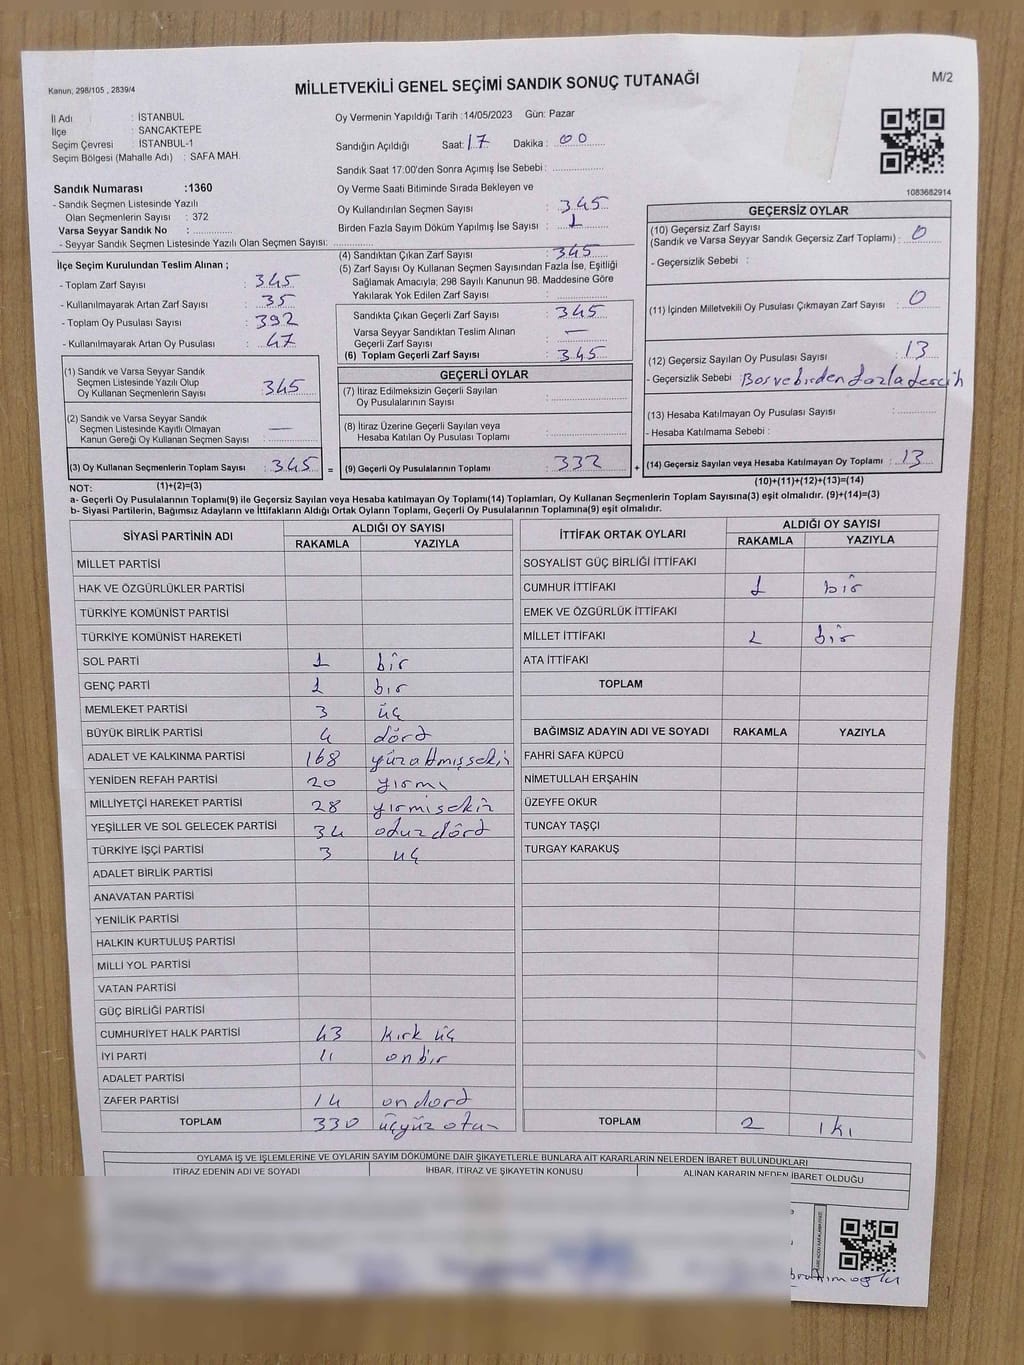 Kanun, 298/105 , 2839/4
MİLLETVEKİLİ GENEL SEÇİMİ SANDIK SONUÇ TUTANAĞI
M/2
İl Adı : İSTANBUL
İlçe : SANCAKTEPE
Seçim Çevresi : İSTANBUL-1
Seçim Bölgesi (Mahalle Adı) : SAFA MAH.
Sandık Numarası :1360
- Sandık Seçmen Listesinde Yazılı
Olan Seçmenlerin Sayısı : 372
Varsa Seyyar Sandık No :
- Seyyar Sandık Seçmen Listesinde Yazılı Olan Seçmen Sayısı:
Oy Vermenin Yapıldığı Tarih :14/05/2023 Gün: Pazar
Sandığın Açıldığı Saat: 17 Dakika : 00
Sandık Saat 17:00'den Sonra Açımış İse Sebebi :
Oy Verme Saati Bitiminde Sırada Bekleyen ve
Oy Kullandırılan Seçmen Sayısı : 345
Birden Fazla Sayım Döküm Yapılmış İse Sayısı : 1
1083682914
İlçe Seçim Kurulundan Teslim Alınan ;
- Toplam Zarf Sayısı : 345
- Kullanılmayarak Artan Zarf Sayısı : 35
- Toplam Oy Pusulası Sayısı : 392
- Kullanılmayarak Artan Oy Pusulası : 47
(1) Sandık ve Varsa Seyyar Sandık
Seçmen Listesinde Yazılı Olup
Oy Kullanan Seçmenlerin Sayısı : 345
(2) Sandık ve Varsa Seyyar Sandık
Seçmen Listesinde Kayıtlı Olmayan
Kanun Gereği Oy Kullanan Seçmen Sayısı : —
(3) Oy Kullanan Seçmenlerin Toplam Sayısı : 345 =
(1)+(2)=(3)
(4) Sandıktan Çıkan Zarf Sayısı : 345
(5) Zarf Sayısı Oy Kullanan Seçmen Sayısından Fazla İse, Eşitliği
Sağlamak Amacıyla; 298 Sayılı Kanunun 98. Maddesine Göre
Yakılarak Yok Edilen Zarf Sayısı :
Sandıkta Çıkan Geçerli Zarf Sayısı : 345
Varsa Seyyar Sandıktan Teslim Alınan
Geçerli Zarf Sayısı : —
(6) Toplam Geçerli Zarf Sayısı : 345
GEÇERLİ OYLAR
(7) İtiraz Edilmeksizin Geçerli Sayılan
Oy Pusulalarının Sayısı :
(8) İtiraz Üzerine Geçerli Sayılan veya
Hesaba Katılan Oy Pusulası Toplamı :
(9) Geçerli Oy Pusulalarının Toplamı : 332 +
GEÇERSİZ OYLAR
(10) Geçersiz Zarf Sayısı
(Sandık ve Varsa Seyyar Sandık Geçersiz Zarf Toplamı) : 0
- Geçersizlik Sebebi :
(11) İçinden Milletvekili Oy Pusulası Çıkmayan Zarf Sayısı : 0
(12) Geçersiz Sayılan Oy Pusulası Sayısı : 13
- Geçersizlik Sebebi : Bos ve birden fazla tercih
(13) Hesaba Katılmayan Oy Pusulası Sayısı :
- Hesaba Katılmama Sebebi :
(14) Geçersiz Sayılan veya Hesaba Katılmayan Oy Toplamı : 13
(10)+(11)+(12)+(13)=(14)
NOT:
a- Geçerli Oy Pusulalarının Toplamı(9) ile Geçersiz Sayılan veya Hesaba katılmayan Oy Toplamı(14) Toplamları, Oy Kullanan Seçmenlerin Toplam Sayısına(3) eşit olmalıdır. (9)+(14)=(3)
b- Siyasi Partilerin, Bağımsız Adayların ve İttifakların Aldığı Ortak Oyların Toplamı, Geçerli Oy Pusulalarının Toplamına(9) eşit olmalıdır.
SİYASİ PARTİNİN ADI ALDIĞI OY SAYISI
RAKAMLA YAZIYLA
MİLLET PARTİSİ
HAK VE ÖZGÜRLÜKLER PARTİSİ
TÜRKİYE KOMÜNİST PARTİSİ
TÜRKİYE KOMÜNİST HAREKETİ
SOL PARTİ 1 bir
GENÇ PARTİ 1 bir
MEMLEKET PARTİSİ 3 üç
BÜYÜK BİRLİK PARTİSİ 4 dörd
ADALET VE KALKINMA PARTİSİ 168 yüzatmışsekiz
YENİDEN REFAH PARTİSİ 20 yirmi
MİLLİYETÇİ HAREKET PARTİSİ 28 yirmisekiz
YEŞİLLER VE SOL GELECEK PARTİSİ 34 otuzdörd
TÜRKİYE İŞÇİ PARTİSİ 3 üç
ADALET BİRLİK PARTİSİ
ANAVATAN PARTİSİ
YENİLİK PARTİSİ
HALKIN KURTULUŞ PARTİSİ
MİLLİ YOL PARTİSİ
VATAN PARTİSİ
GÜÇ BİRLİĞİ PARTİSİ
CUMHURİYET HALK PARTİSİ 43 kırk üç
İYİ PARTİ 11 onbir
ADALET PARTİSİ
ZAFER PARTİSİ 14 ondord
TOPLAM 330 üçyüz otuz
İTTİFAK ORTAK OYLARI ALDIĞI OY SAYISI
RAKAMLA YAZIYLA
SOSYALİST GÜÇ BİRLİĞİ İTTİFAKI
CUMHUR İTTİFAKI 1 bir
EMEK VE ÖZGÜRLÜK İTTİFAKI
MİLLET İTTİFAKI 1 bir
ATA İTTİFAKI
TOPLAM
BAĞIMSIZ ADAYIN ADI VE SOYADI RAKAMLA YAZIYLA
FAHRİ SAFA KÜPCÜ
NİMETULLAH ERŞAHİN
ÜZEYFE OKUR
TUNCAY TAŞÇI
TURGAY KARAKUŞ
TOPLAM 2 iki
OYLAMA İŞ VE İŞLEMLERİNE VE OYLARIN SAYIM DÖKÜMÜNE DAİR ŞİKAYETLERLE BUNLARA AİT KARARLARIN NELERDEN İBARET BULUNDUKLARI
İTİRAZ EDENİN ADI VE SOYADI İHBAR, İTİRAZ VE ŞİKAYETİN KONUSU ALINAN KARARIN NEDEN İBARET OLDUĞU